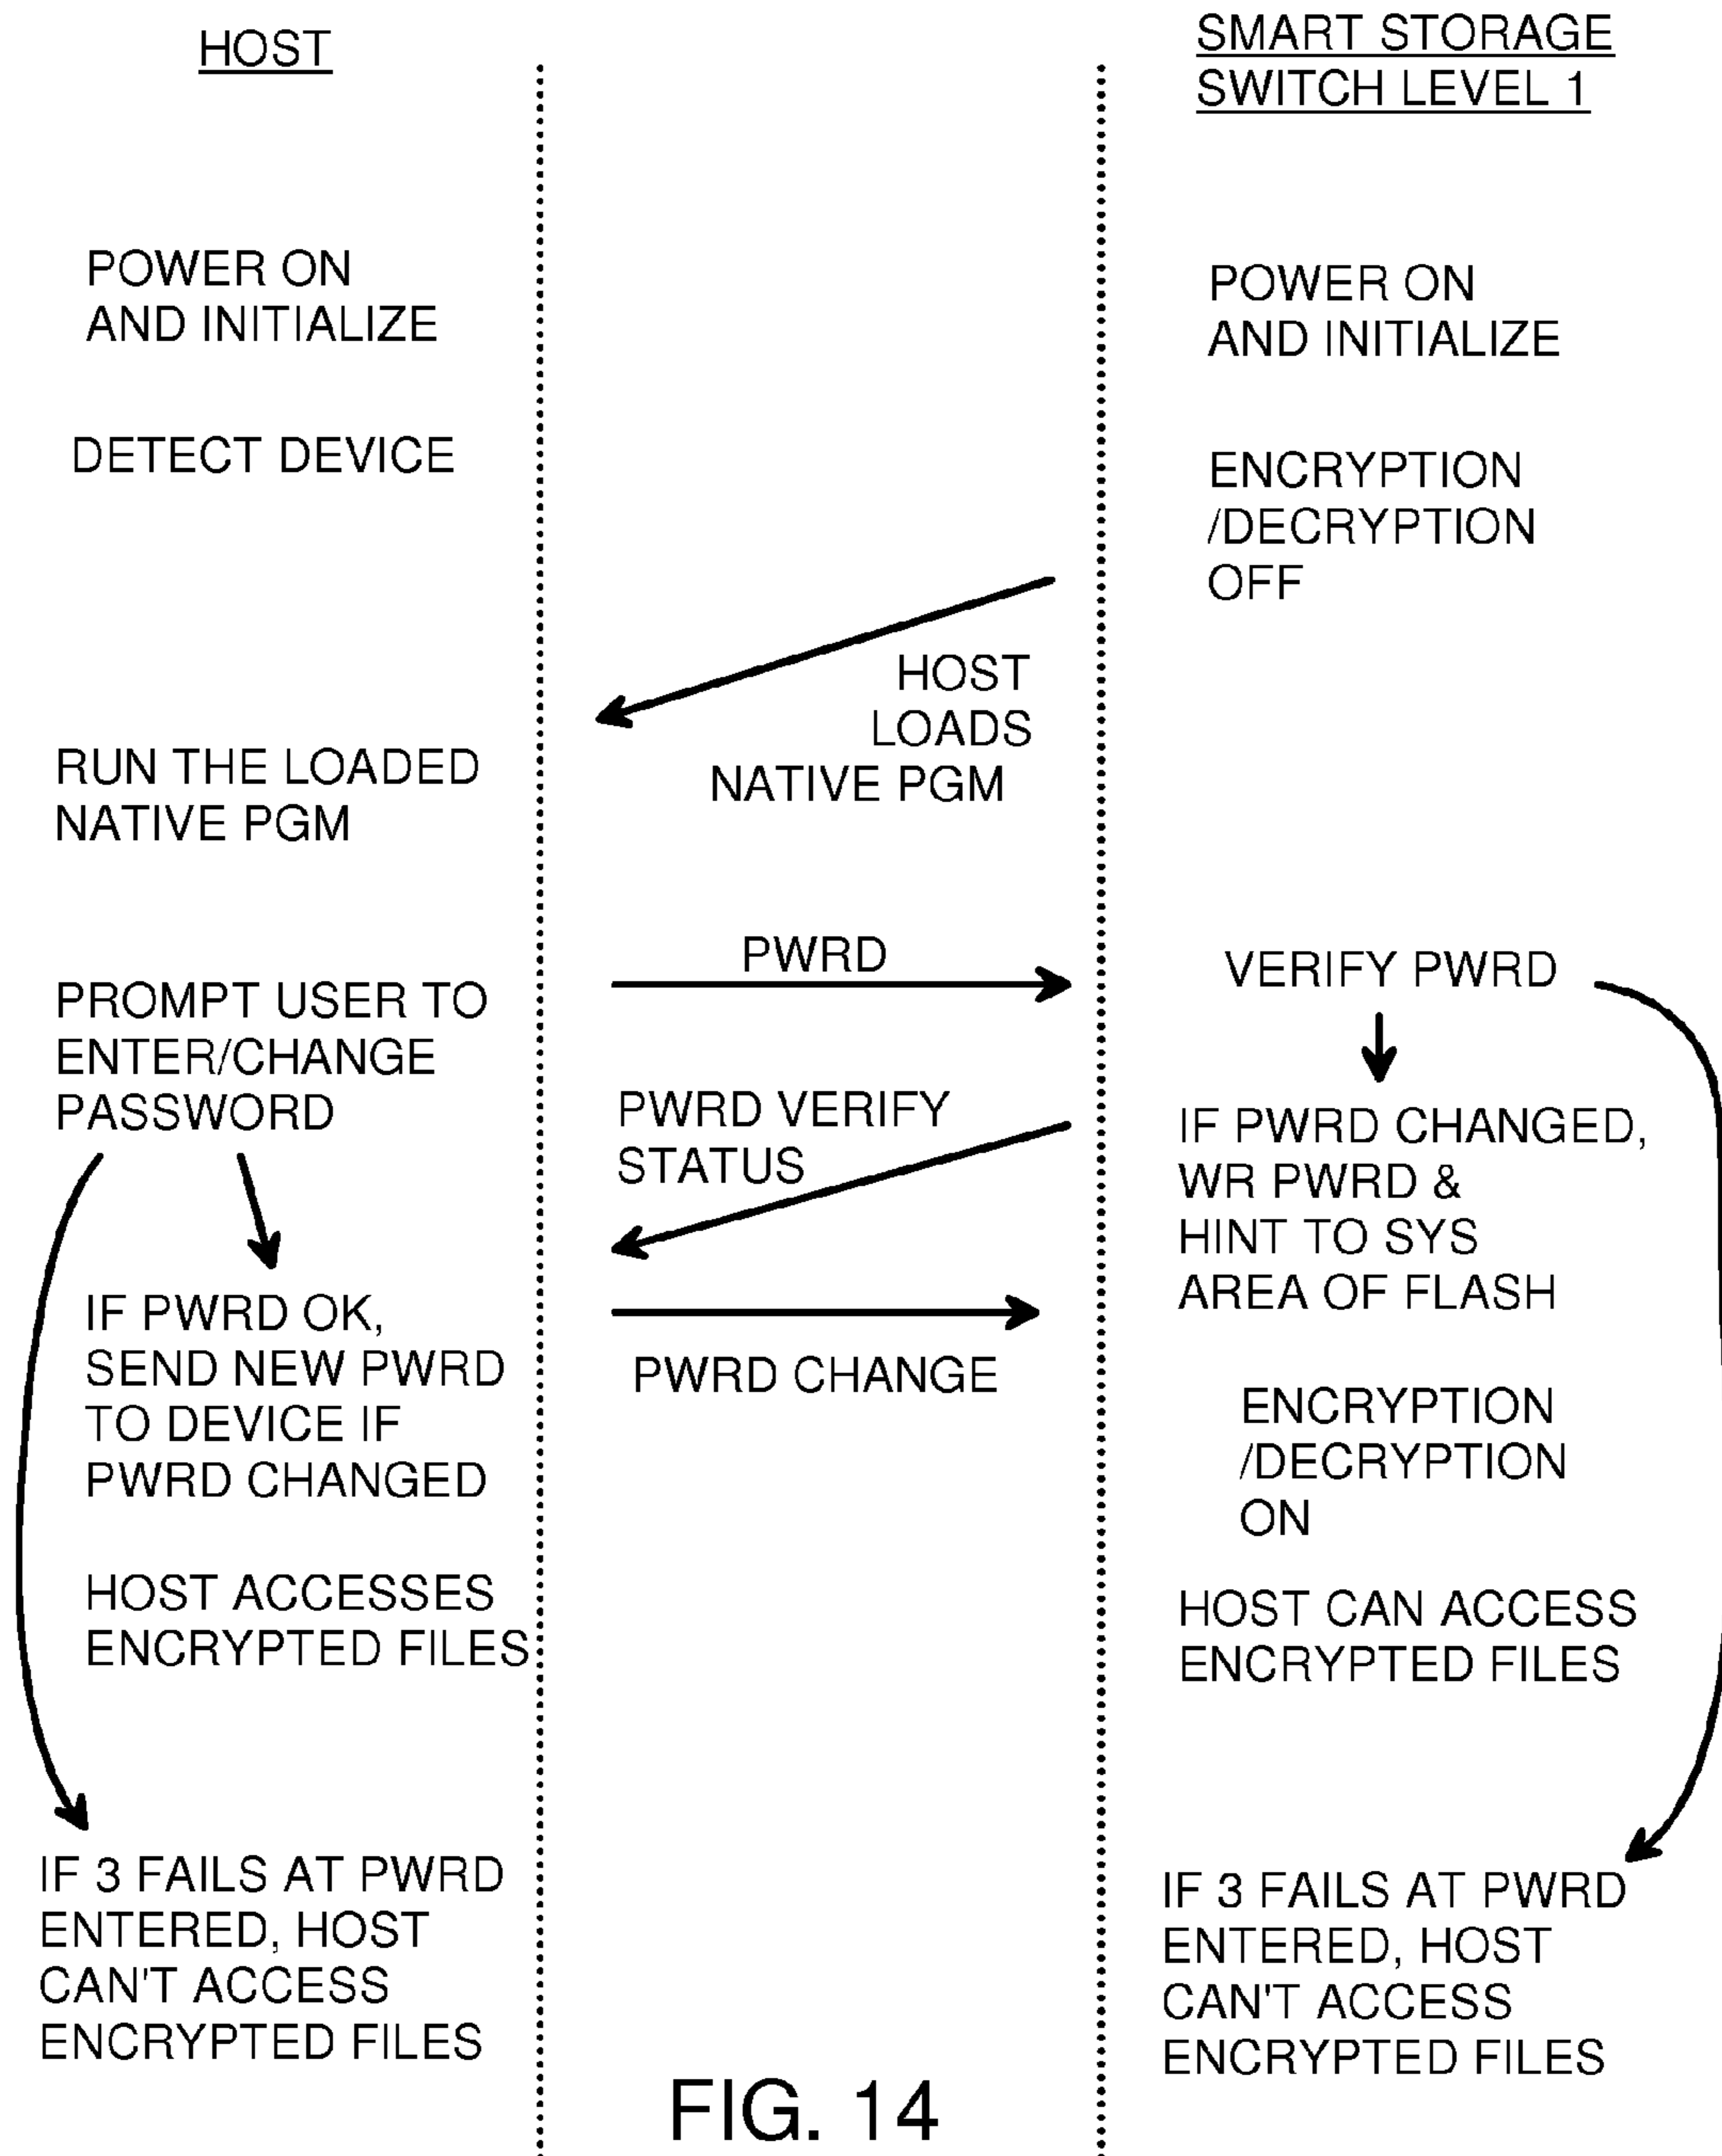 HOST
SMART STORAGE
SWITCH LEVEL 1
POWER ON
AND INITIALIZE
POWER ON
AND INITIALIZE
DETECT DEVICE
ENCRYPTION
/DECRYPTION
OFF
HOST
LOADS
NATIVE PGM
RUN THE LOADED
NATIVE PGM
PROMPT USER TO
ENTER/CHANGE
PASSWORD
PWRD
VERIFY PWRD
PWRD VERIFY
STATUS
IF PWRD CHANGED,
WR PWRD &
HINT TO SYS
AREA OF FLASH
IF PWRD OK,
SEND NEW PWRD
TO DEVICE IF
PWRD CHANGED
PWRD CHANGE
ENCRYPTION
/DECRYPTION
ON
HOST ACCESSES
ENCRYPTED FILES
HOST CAN ACCESS
ENCRYPTED FILES
IF 3 FAILS AT PWRD
ENTERED, HOST
CAN'T ACCESS
ENCRYPTED FILES
IF 3 FAILS AT PWRD
ENTERED, HOST
CAN'T ACCESS
ENCRYPTED FILES
FIG. 14